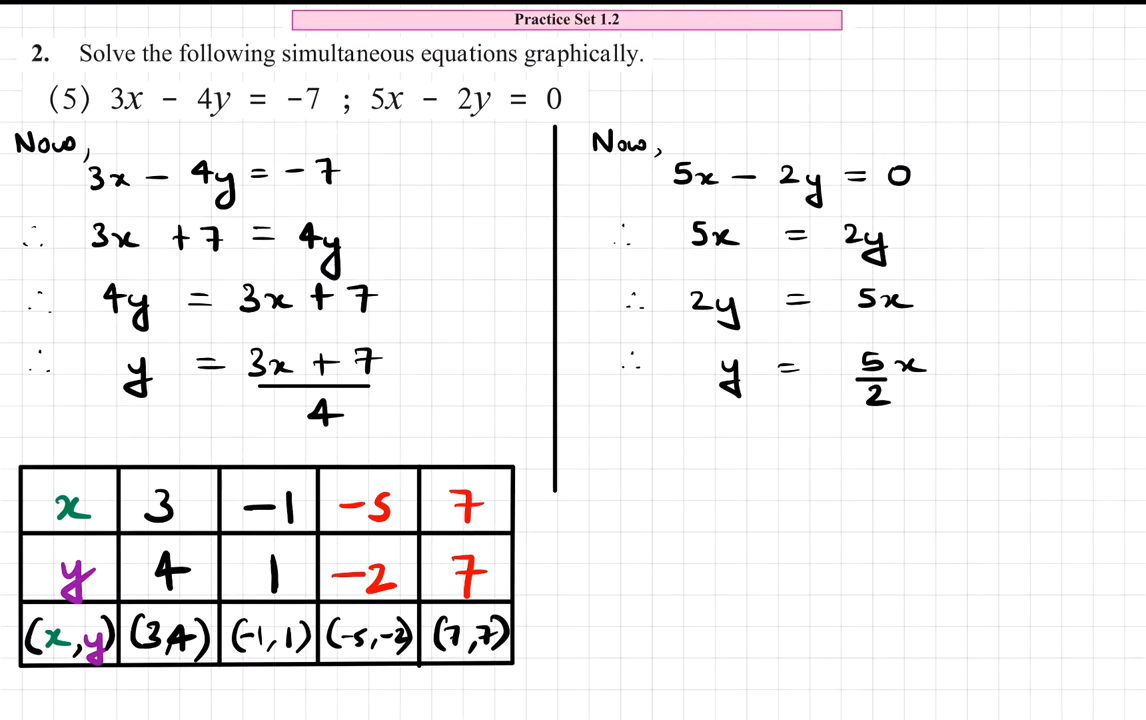 Practice Set 1.2
2. Solve the following simultaneous equations graphically.
(5) 3x - 4y = -7 ; 5x - 2y = 0
Now,
3x - 4y = -7
∴ 3x + 7 = 4y
∴ 4y = 3x + 7
∴ y = 3x + 7
4
Now,
5x - 2y = 0
∴ 5x = 2y
∴ 2y = 5x
∴ y = 5/2 x
x 3 -1 -5 7
y 4 1 -2 7
(x,y) (3,4) (-1,1) (-5,-2) (7,7)